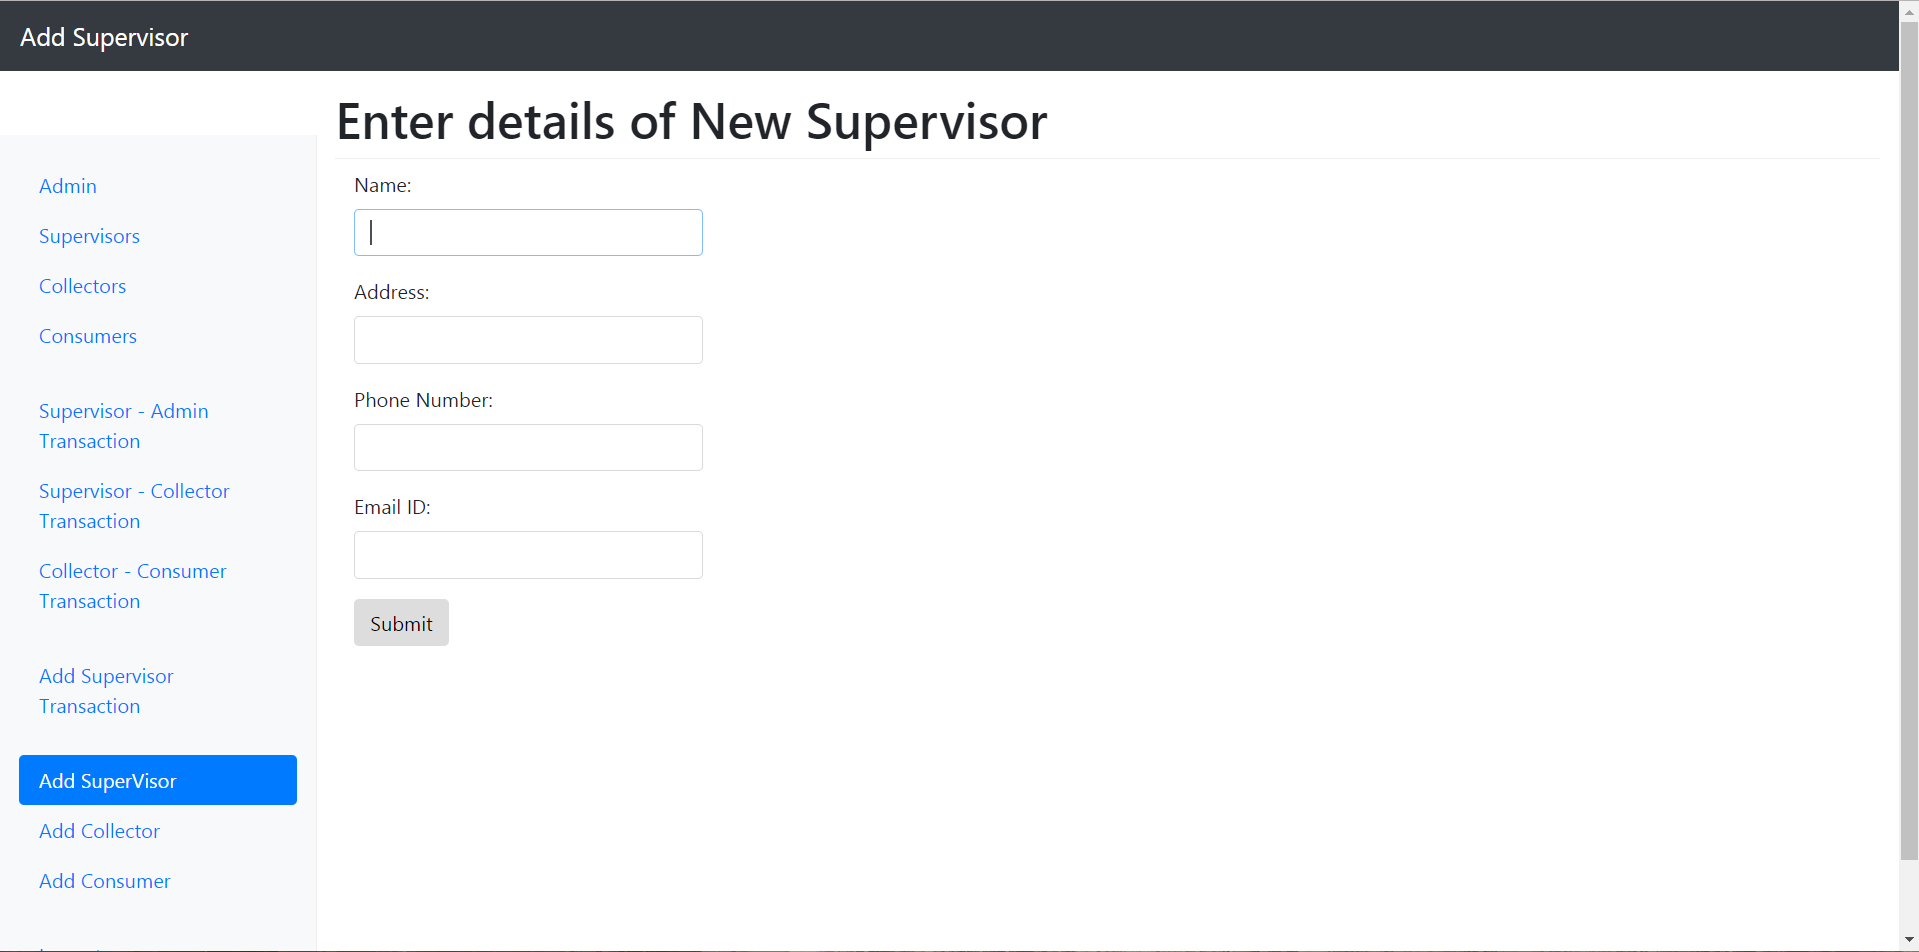 Add Supervisor
Enter details of New Supervisor
Admin
Supervisors
Collectors
Consumers
Supervisor - Admin
Transaction
Supervisor - Collector
Transaction
Collector - Consumer
Transaction
Add Supervisor
Transaction
Add SuperVisor
Add Collector
Add Consumer
Name:
Address:
Phone Number:
Email ID:
Submit